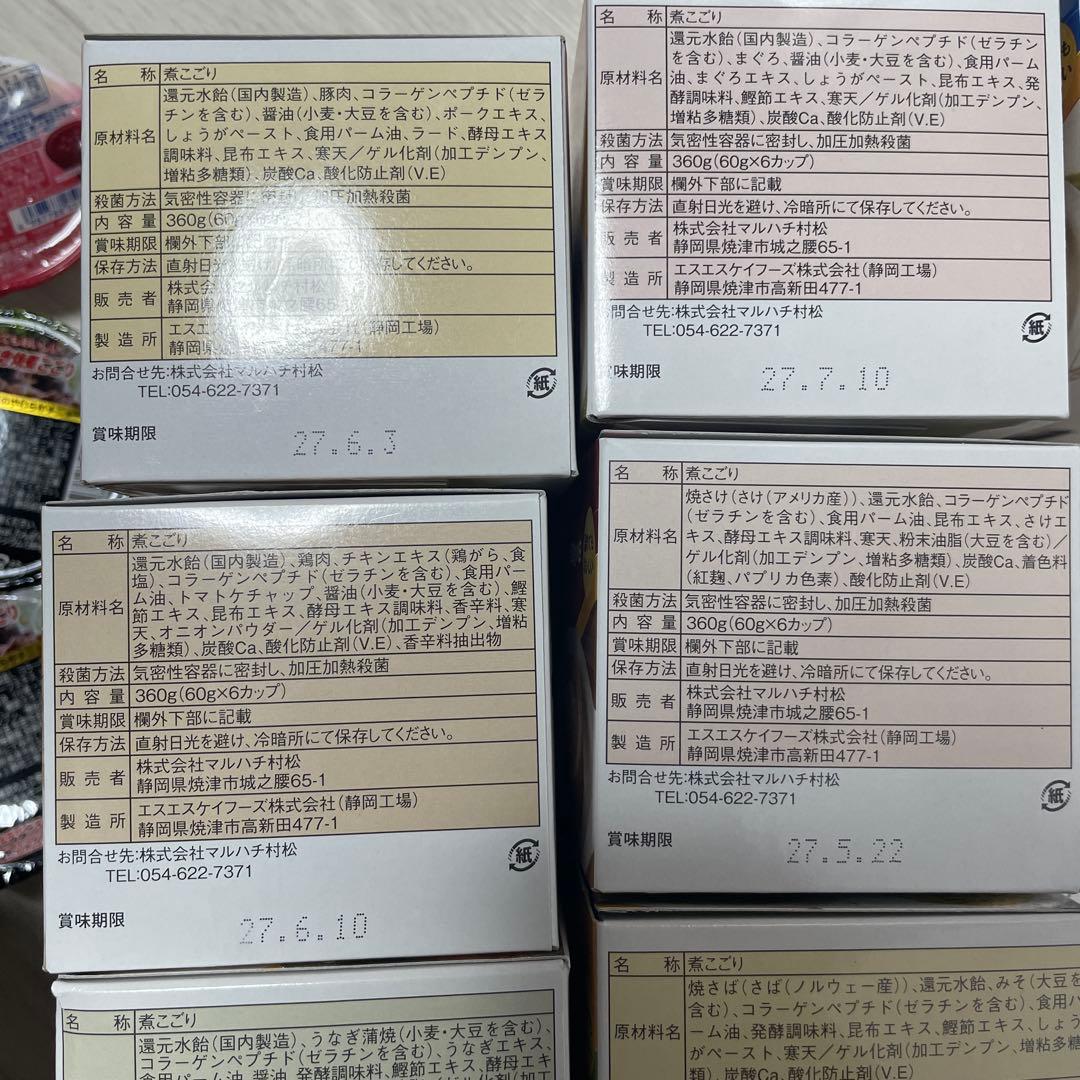 名 称 煮こごり
原材料名
還元水飴(国内製造)、豚肉、コラーゲンペプチド(ゼラ
チンを含む)、醤油(小麦・大豆を含む)、ポークエキス、
しょうがペースト、食用パーム油、ラード、酵母エキス
調味料、昆布エキス、寒天／ゲル化剤(加工デンプン、
増粘多糖類)、炭酸Ca、酸化防止剤(V.E)
殺菌方法 気密性容器に密封し、加圧加熱殺菌
内 容 量 360g(60
賞味期限 欄外下部
保存方法 直射日光 冷暗所にて保存してください。
販 売 者 株式会社マルハチ村松
静岡県焼津市城之腰65-
製 造 所 エスエスケイフーズ株式会社(静岡工場)
静岡県焼津市高新田477-1
お問合せ先:株式会社マルハチ村松
TEL:054-622-7371
紙
賞味期限 27.6.3
名 称 煮こごり
原材料名
還元水飴(国内製造)、コラーゲンペプチド(ゼラチン
を含む)、まぐろ、醤油(小麦・大豆を含む)、食用パーム
油、まぐろエキス、しょうがペースト、昆布エキス、発
酵調味料、鰹節エキス、寒天／ゲル化剤(加工デンプン、
増粘多糖類)、炭酸Ca、酸化防止剤(V.E)
殺菌方法 気密性容器に密封し、加圧加熱殺菌
内 容 量 360g(60g×6カップ)
賞味期限 欄外下部に記載
保存方法 直射日光を避け、冷暗所にて保存してください。
販 売 者 株式会社マルハチ村松
静岡県焼津市城之腰65-1
製 造 所 エスエスケイフーズ株式会社(静岡工場)
静岡県焼津市高新田477-1
お問合せ先:株式会社マルハチ村松
TEL:054-622-7371
紙
賞味期限 27.7.10
名 称 煮こごり
原材料名
還元水飴(国内製造)、鶏肉、チキンエキス(鶏がら、食
塩)、コラーゲンペプチド(ゼラチンを含む)、食用パー
ム油、トマトケチャップ、醤油(小麦・大豆を含む)、鰹
節エキス、昆布エキス、酵母エキス調味料、香辛料、寒
天、オニオンパウダー／ゲル化剤(加工デンプン、増粘
多糖類)、炭酸Ca、酸化防止剤(V.E)、香辛料抽出物
殺菌方法 気密性容器に密封し、加圧加熱殺菌
内 容 量 360g(60g×6カップ)
賞味期限 欄外下部に記載
保存方法 直射日光を避け、冷暗所にて保存してください。
販 売 者 株式会社マルハチ村松
静岡県焼津市城之腰65-1
製 造 所 エスエスケイフーズ株式会社(静岡工場)
静岡県焼津市高新田477-1
お問合せ先:株式会社マルハチ村松
TEL:054-622-7371
紙
賞味期限 27.6.10
名 称 煮こごり
原材料名
焼さけ(さけ(アメリカ産))、還元水飴、コラーゲンペプチド
(ゼラチンを含む)、食用パーム油、昆布エキス、さけエ
キス、酵母エキス調味料、寒天、粉末油脂(大豆を含む)／
ゲル化剤(加工デンプン、増粘多糖類)、炭酸Ca、着色料
(紅麹、パプリカ色素)、酸化防止剤(V.E)
殺菌方法 気密性容器に密封し、加圧加熱殺菌
内 容 量 360g(60g×6カップ)
賞味期限 欄外下部に記載
保存方法 直射日光を避け、冷暗所にて保存してください。
販 売 者 株式会社マルハチ村松
静岡県焼津市城之腰65-1
製 造 所 エスエスケイフーズ株式会社(静岡工場)
静岡県焼津市高新田477-1
お問合せ先:株式会社マルハチ村松
TEL:054-622-7371
紙
賞味期限 27.5.22
名 称 煮こごり
還元水飴(国内製造)、うなぎ蒲焼(小麦・大豆を含む)、
コラーゲンペプチド(ゼラチンを含む)、うなぎエキス、
食用パーム油、醤油、発酵調味料、昆布エキス、酵母エキ
名 称 煮こごり
原材料名
焼さば(さば(ノルウェー産))、還元水飴、みそ(大豆を
含む)、コラーゲンペプチド(ゼラチンを含む)、食用パ
ーム油、発酵調味料、昆布エキス、鰹節エキス、しょう
がペースト、寒天／ゲル化剤(加工デンプン、増粘多糖
類)、炭酸Ca、酸化防止剤(V.E)